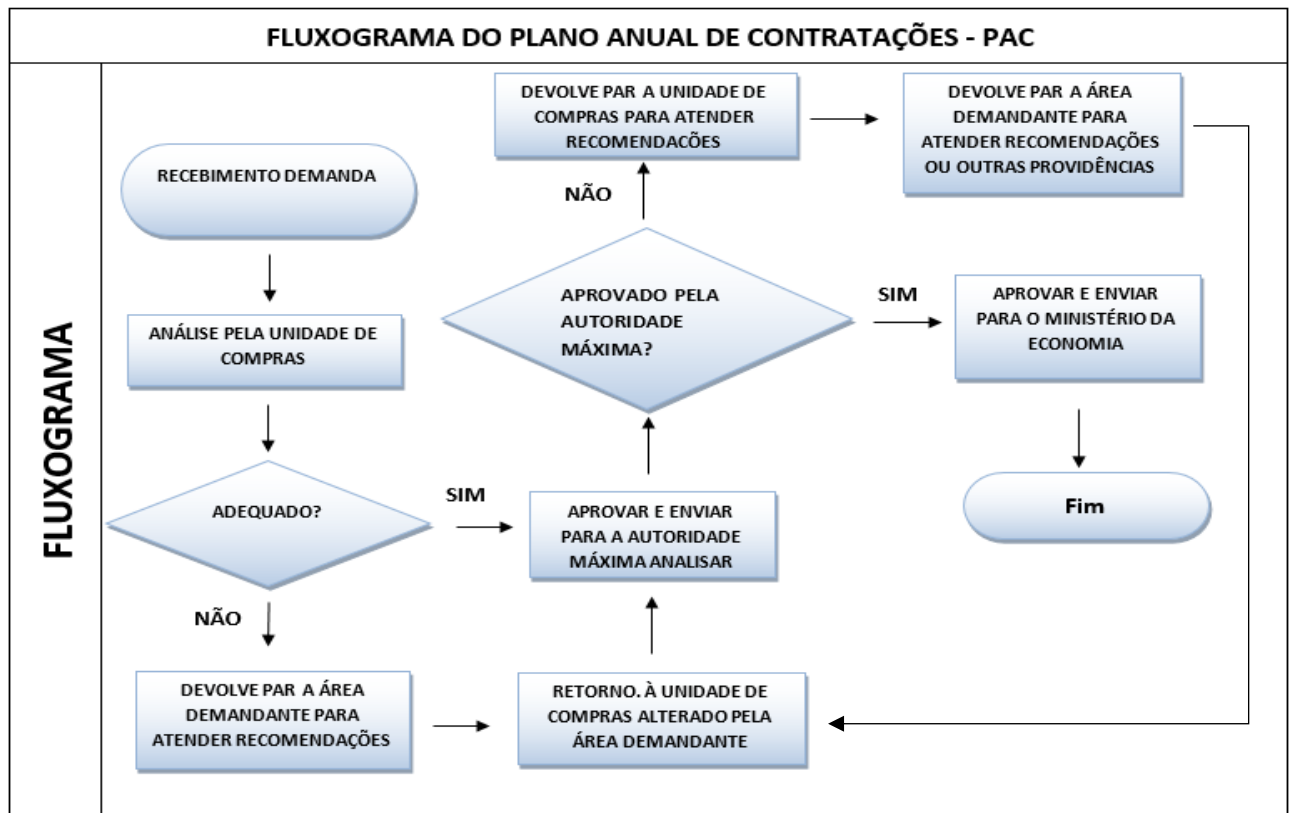 FLUXOGRAMA DO PLANO ANUAL DE CONTRATAÇÕES - PAC
FLUXOGRAMA
RECEBIMENTO DEMANDA
ANÁLISE PELA UNIDADE DE
COMPRAS
ADEQUADO?
SIM
NÃO
DEVOLVE PAR A ÁREA
DEMANDANTE PARA
ATENDER RECOMENDAÇÕES
RETORNO. À UNIDADE DE
COMPRAS ALTERADO PELA
ÁREA DEMANDANTE
APROVAR E ENVIAR
PARA A AUTORIDADE
MÁXIMA ANALISAR
APROVADO PELA
AUTORIDADE
MÁXIMA?
NÃO
DEVOLVE PAR A UNIDADE DE
COMPRAS PARA ATENDER
RECOMENDACÕES
DEVOLVE PAR A ÁREA
DEMANDANTE PARA
ATENDER RECOMENDAÇÕES
OU OUTRAS PROVIDÊNCIAS
SIM
APROVAR E ENVIAR
PARA O MINISTÉRIO DA
ECONOMIA
Fim